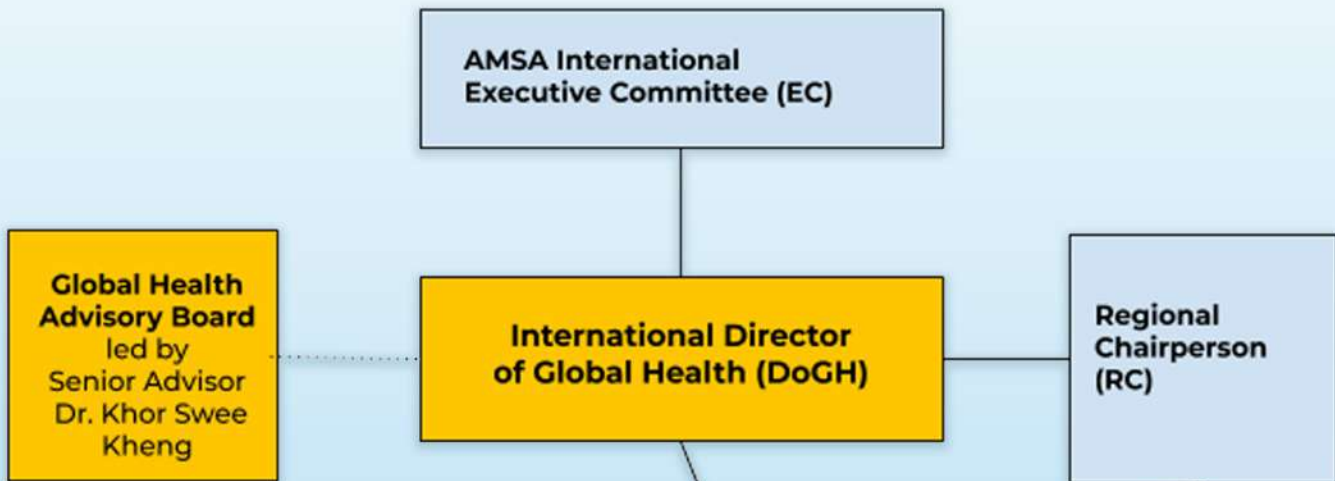 AMSA International
Executive Committee (EC)
Global Health
Advisory Board
led by
Senior Advisor
Dr. Khor Swee
Kheng
International Director
of Global Health (DoGH)
Regional
Chairperson
(RC)